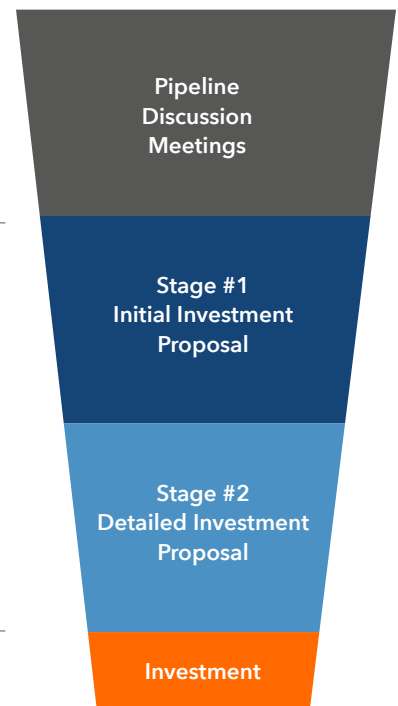 Pipeline
Discussion
Meetings
Stage #1
Initial Investment
Proposal
Stage #2
Detailed Investment
Proposal
Investment